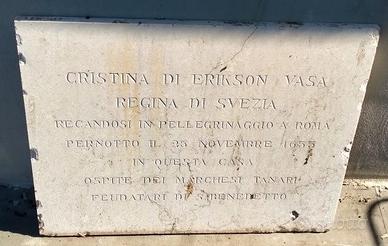 CRISTINA DI ERIKSON VASA
REGINA DI SVEZIA
RECANDOSI IN PELLEGRINAGGIO A ROMA
PERNOTTO IL 25 NOVEMBRE 1655
IN QUESTA CASA
OSPITE DEI MARCHESI TANARI
FEUDATARI DI S. BENEDETTO